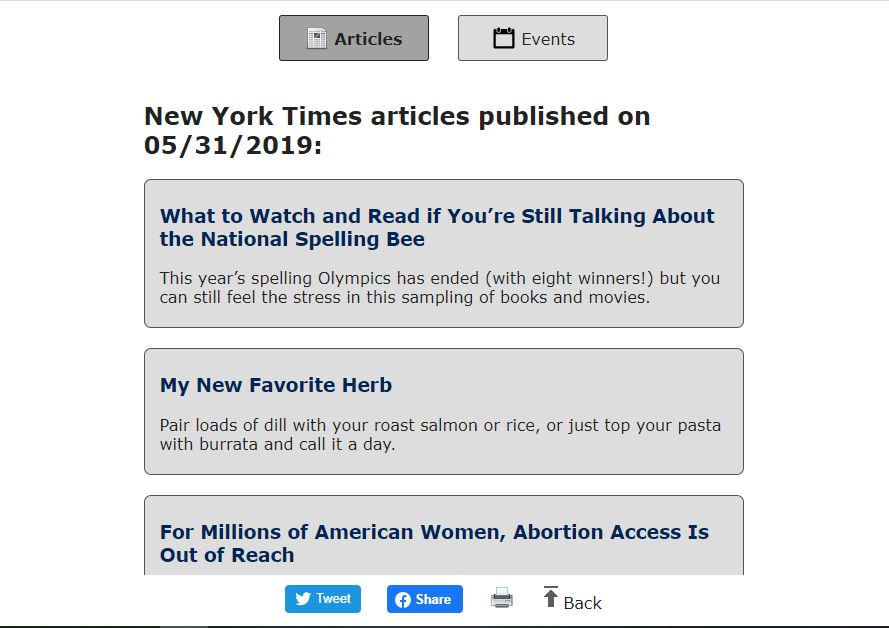 Articles
Events
New York Times articles published on
05/31/2019:
What to Watch and Read if You’re Still Talking About
the National Spelling Bee
This year’s spelling Olympics has ended (with eight winners!) but you
can still feel the stress in this sampling of books and movies.
My New Favorite Herb
Pair loads of dill with your roast salmon or rice, or just top your pasta
with burrata and call it a day.
For Millions of American Women, Abortion Access Is
Out of Reach
Tweet
Share
Back